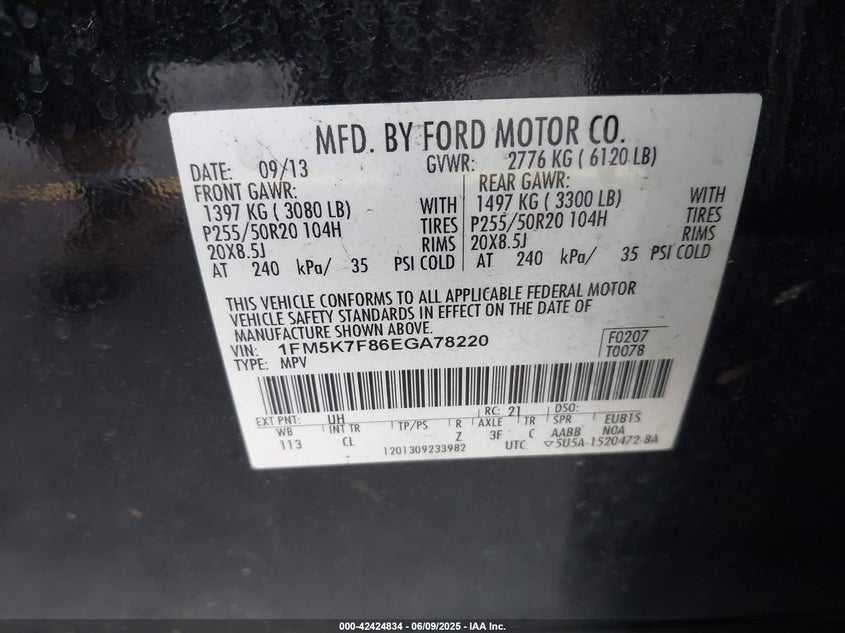 MFD. BY FORD MOTOR CO.
DATE: 09/13 GVWR: 2776 KG ( 6120 LB)
FRONT GAWR: REAR GAWR:
1397 KG ( 3080 LB) WITH 1497 KG ( 3300 LB) WITH
P255/50R20 104H TIRES P255/50R20 104H TIRES
20X8.5J RIMS 20X8.5J RIMS
AT 240 kPa/ 35 PSI COLD AT 240 kPa/ 35 PSI COLD
THIS VEHICLE CONFORMS TO ALL APPLICABLE FEDERAL MOTOR
VEHICLE SAFETY STANDARDS IN EFFECT ON THE DATE OF
MANUFACTURE SHOWN ABOVE.
VIN: 1FM5K7F86EGA78220 F0207
TYPE: MPV T0078
EXT PNT: UH RC: 21 DSO:
WB INT TR TP/PS R AXLE TR SPR EUB1S
113 CL Z 3F C AABB N0A
1201309233982 UTC ▽5U5A-1520472-BA
000-42424834 / 06/09/2025 - IAA Inc.